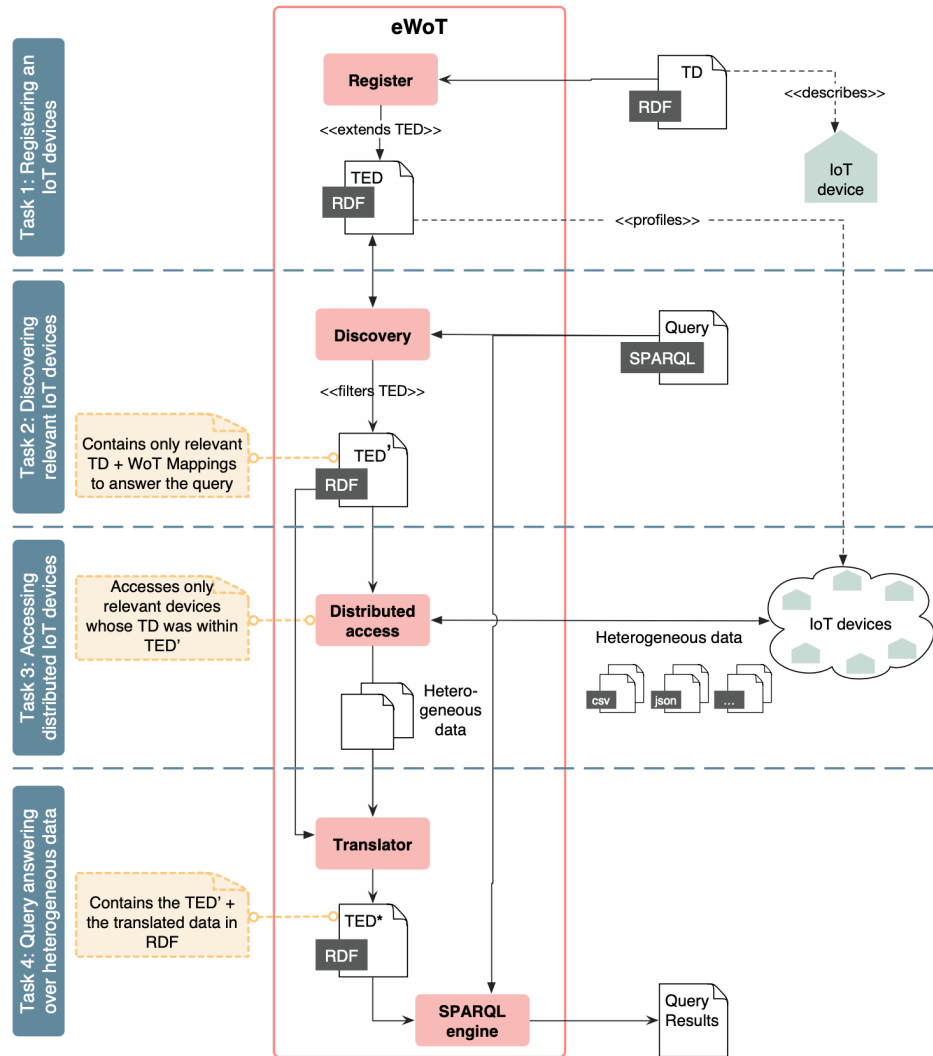 eWoT
Task 1: Registering an
IoT devices
Register
TD
RDF
<<describes>>
IoT
device
<<extends TED>>
TED
RDF
<<profiles>>
Task 2: Discovering
relevant IoT devices
Discovery
Query
SPARQL
<<filters TED>>
Contains only relevant
TD + WoT Mappings
to answer the query
TED’
RDF
Task 3: Accessing
distributed IoT devices
Accesses only
relevant devices
whose TD was within
TED’
Distributed
access
IoT devices
Heterogeneous data
csv
json
...
Hetero-
geneous
data
Task 4: Query answering
over heterogeneous data
Translator
Contains the TED’ +
the translated data in
RDF
TED*
RDF
SPARQL
engine
Query
Results